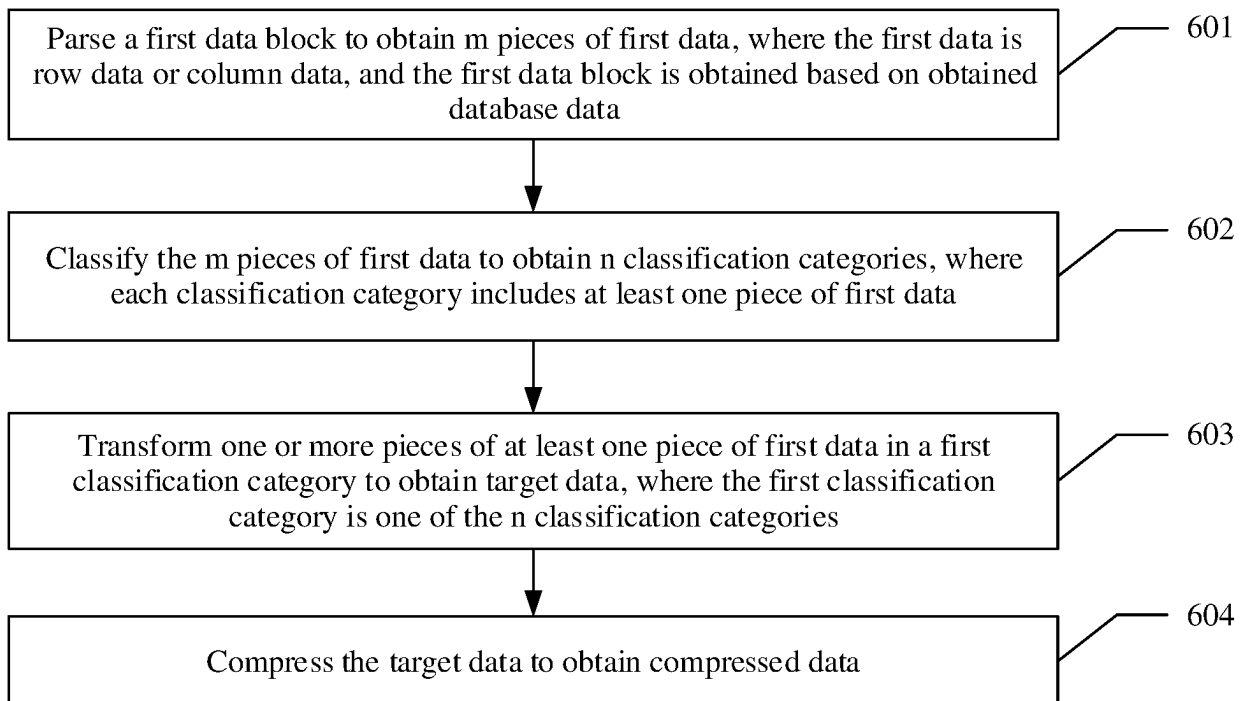 Parse a first data block to obtain m pieces of first data, where the first data is
row data or column data, and the first data block is obtained based on obtained
database data
601
Classify the m pieces of first data to obtain n classification categories, where
each classification category includes at least one piece of first data
602
Transform one or more pieces of at least one piece of first data in a first
classification category to obtain target data, where the first classification
category is one of the n classification categories
603
Compress the target data to obtain compressed data
604